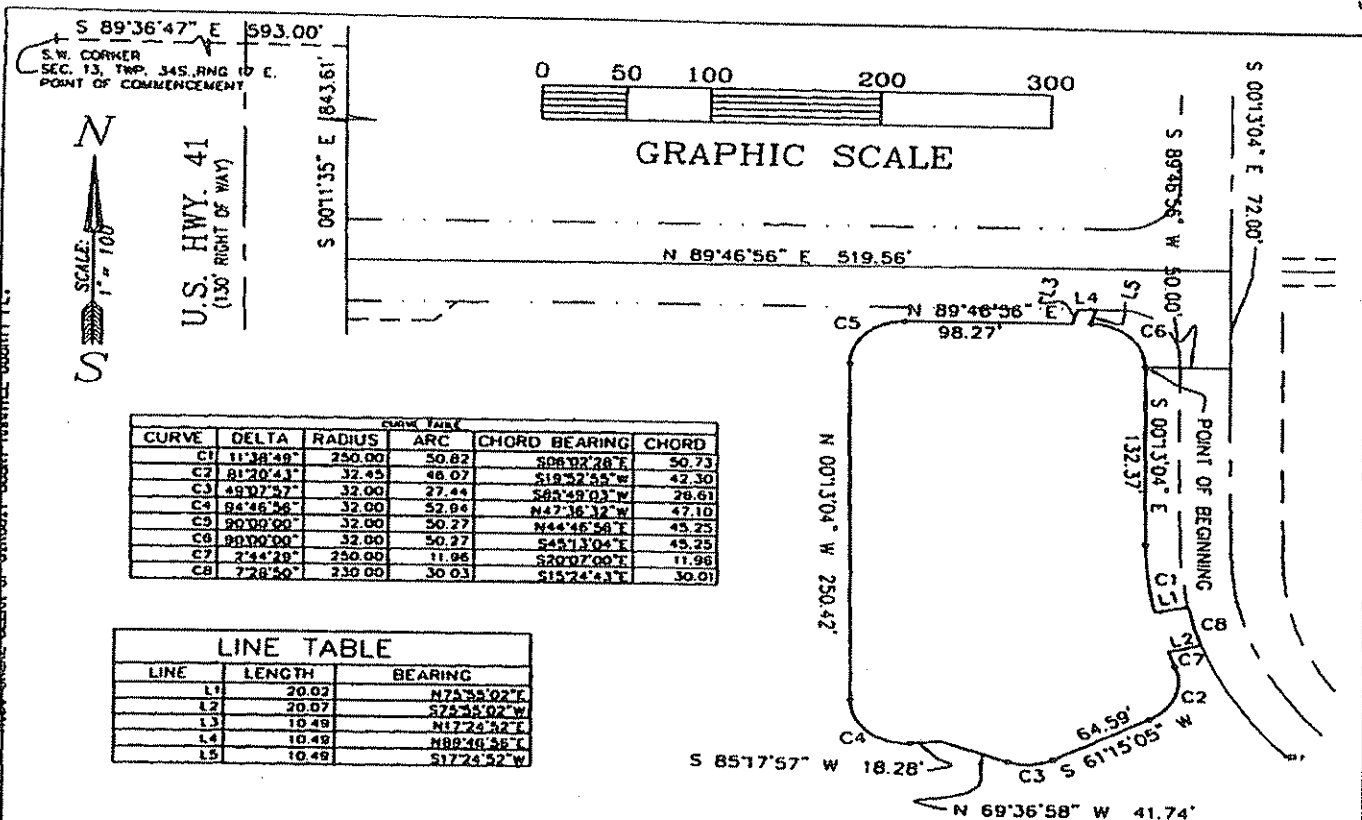 S 89°36'47" E 593.00'
S.W. CORNER
SEC. 13, TWP. 34S.,RNG 17 E.
POINT OF COMMENCEMENT
N
SCALE:
1" = 100'
S
U.S. HWY. 41
(130' RIGHT OF WAY)
S 00°11'35" E 843.61'
0 50 100 200 300
GRAPHIC SCALE
N 89°46'56" E 519.56'
S 89°46'56" W 50.00'
S 00°13'04" E 72.00'
C5
N 89°46'56" E
98.27'
L3
L4
L5
C6
POINT OF BEGINNING
S 00°13'04" E
132.37'
N 00°13'04" W 250.42'
C1
L1
C8
L2
C7
C2
64.59'
S 61°15'05" W
C3
C4
S 85°17'57" W 18.28'
N 69°36'58" W 41.74'
CURVE TABLE
CURVE DELTA RADIUS ARC CHORD BEARING CHORD
C1 11°38'49" 250.00 50.82 S06°02'28"E 50.73
C2 81°20'43" 32.45 46.07 S19°52'55"W 42.30
C3 49°07'57" 32.00 27.44 S85°49'03"W 26.61
C4 94°46'56" 32.00 52.94 N47°36'32"W 47.10
C5 90°00'00" 32.00 50.27 N44°46'56"E 45.25
C6 90°00'00" 32.00 50.27 S45°13'04"E 45.25
C7 2°44'29" 250.00 11.96 S20°07'00"E 11.96
C8 7°28'50" 230.00 30.03 S15°24'43"E 30.01
LINE TABLE
LINE LENGTH BEARING
L1 20.02 N75°55'02"E
L2 20.07 S75°55'02"W
L3 10.49 N17°24'52"E
L4 10.49 N89°46'56"E
L5 10.49 S17°24'52"W